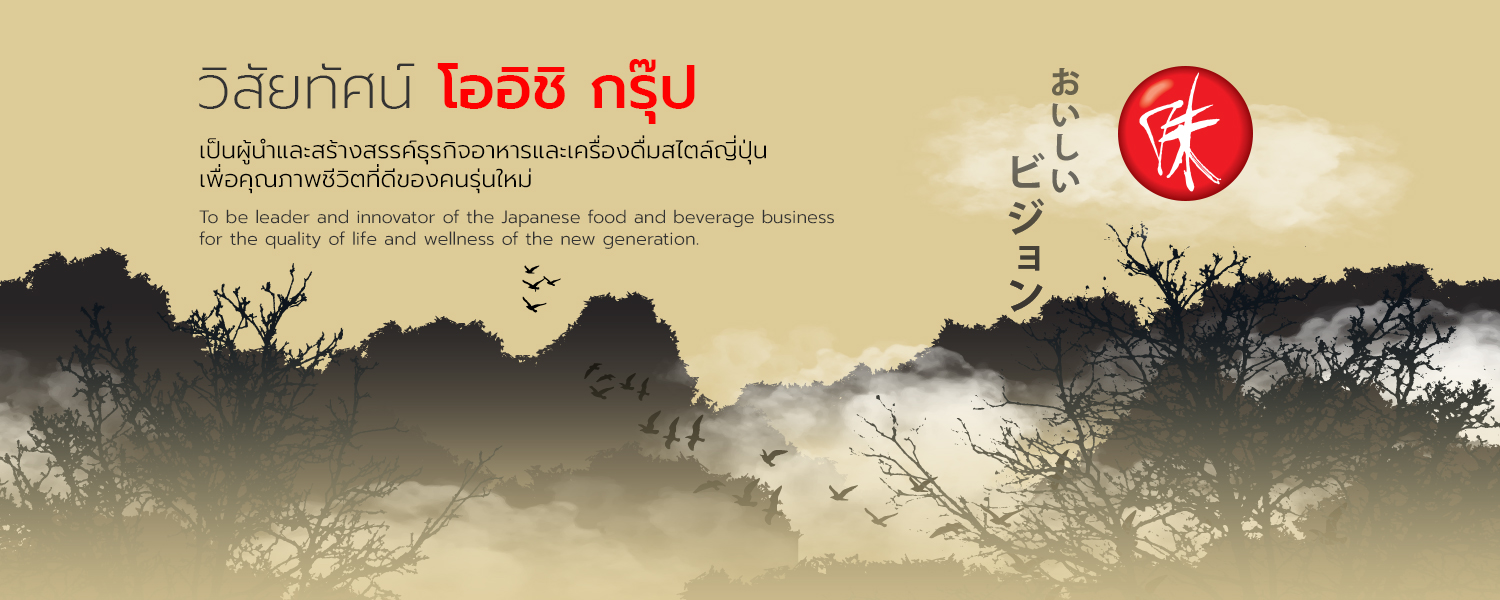 วิสัยทัศน์ โออิชิ กรุ๊ป
เป็นผู้นำและสร้างสรรค์ธุรกิจอาหารและเครื่องดื่มสไตล์ญี่ปุ่น
เพื่อคุณภาพชีวิตที่ดีของคนรุ่นใหม่
To be leader and innovator of the Japanese food and beverage business
for the quality of life and wellness of the new generation.
おいしい
ビジョン
味